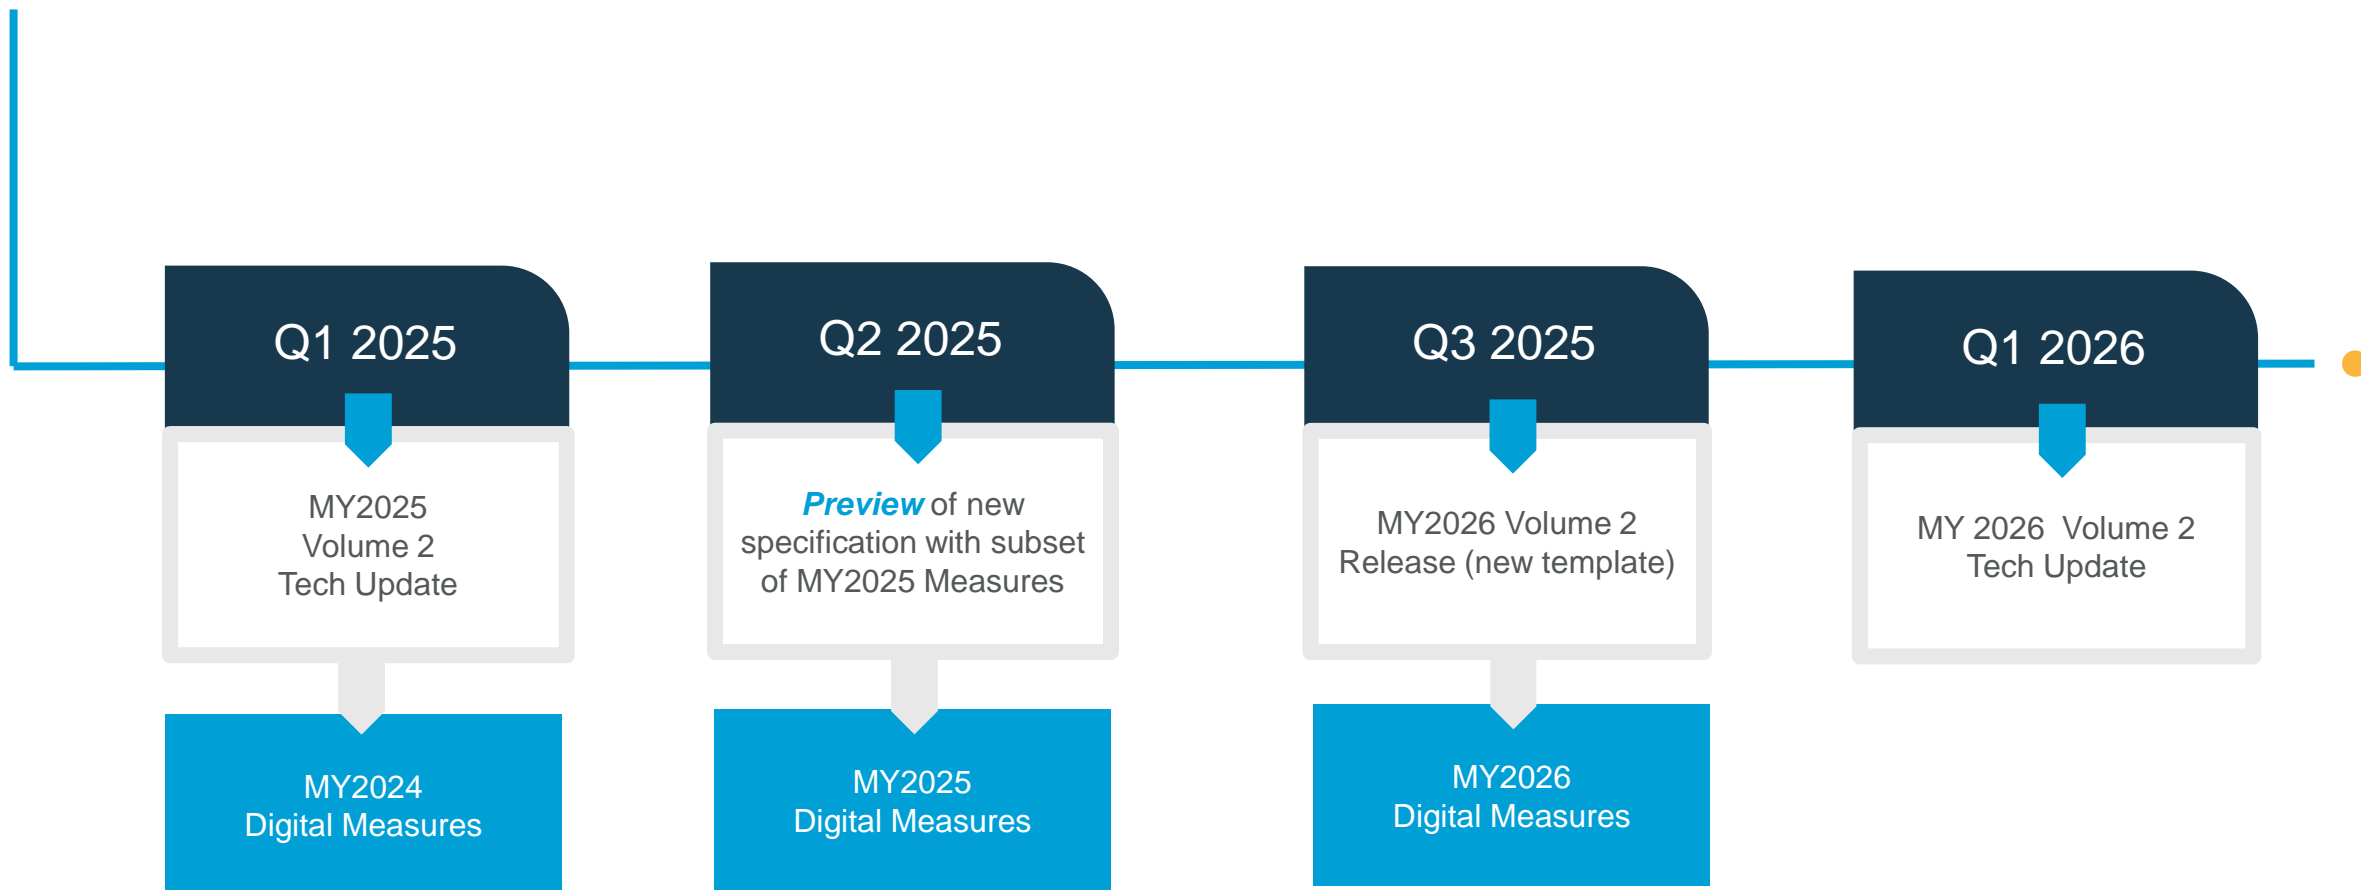 Q1 2025
MY2025
Volume 2
Tech Update
MY2024
Digital Measures
Q2 2025
Preview of new
specification with subset
of MY2025 Measures
MY2025
Digital Measures
Q3 2025
MY2026 Volume 2
Release (new template)
MY2026
Digital Measures
Q1 2026
MY 2026  Volume 2
Tech Update